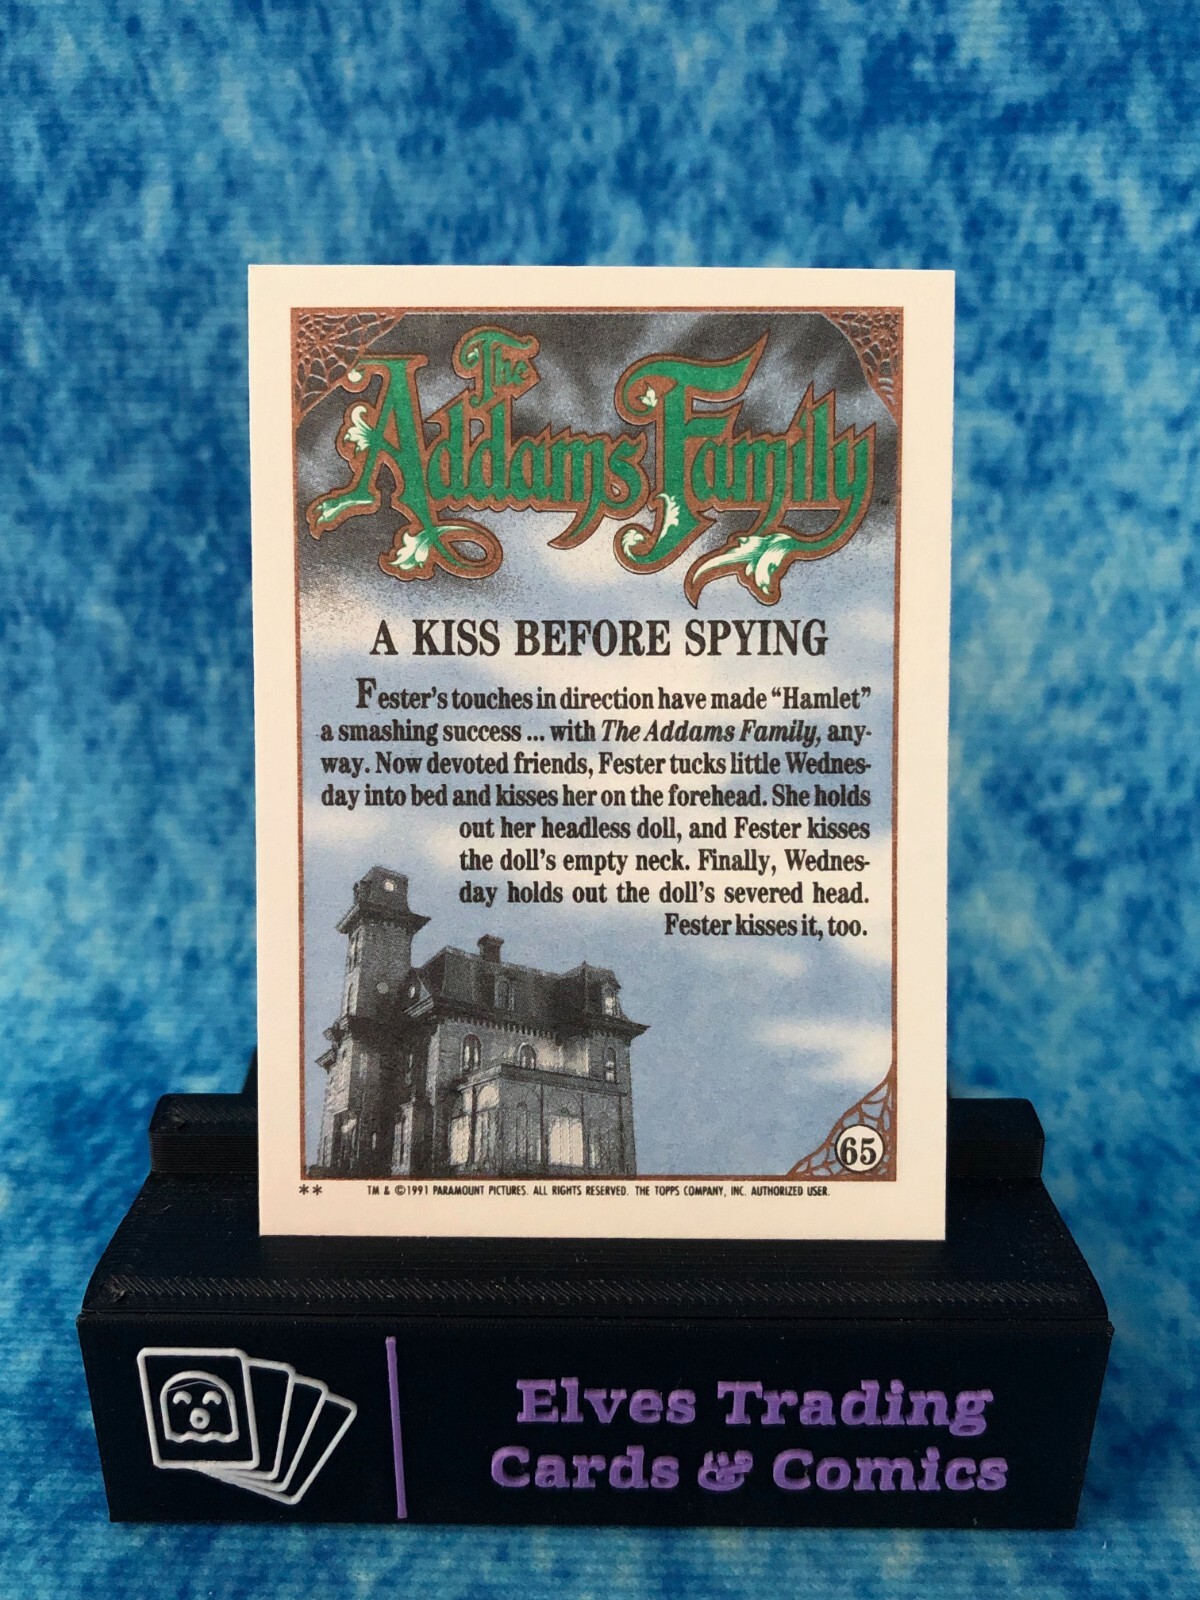 The
Addams Family
A KISS BEFORE SPYING
Fester's touches in direction have made “Hamlet”
a smashing success ... with The Addams Family, any-
way. Now devoted friends, Fester tucks little Wednes-
day into bed and kisses her on the forehead. She holds
out her headless doll, and Fester kisses
the doll's empty neck. Finally, Wednes-
day holds out the doll's severed head.
Fester kisses it, too.
65
** TM & ©1991 PARAMOUNT PICTURES. ALL RIGHTS RESERVED. THE TOPPS COMPANY, INC. AUTHORIZED USER.
Elves Trading
Cards & Comics